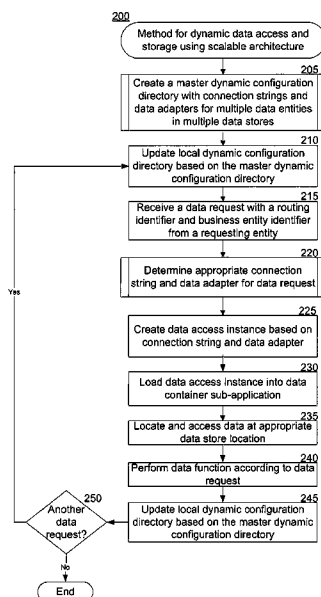 200
Method for dynamic data access and
storage using scalable architecture
205
Create a master dynamic configuration
directory with connection strings and
data adapters for multiple data entities
in multiple data stores
210
Update local dynamic configuration
directory based on the master dynamic
configuration directory
215
Receive a data request with a routing
identifier and business entity identifier
from a requesting entity
220
Determine appropriate connection
string and data adapter for data request
225
Create data access instance based on
connection string and data adapter
230
Load data access instance into data
container sub-application
235
Locate and access data at appropriate
data store location
240
Perform data function according to data
request
245
Update local dynamic configuration
directory based on the master dynamic
configuration directory
250
Another
data
request?
Yes
No
End